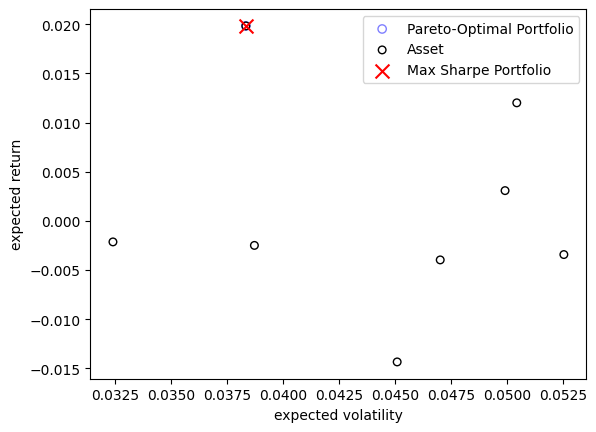 Pareto-Optimal Portfolio
Asset
Max Sharpe Portfolio
0.020
0.015
0.010
0.005
0.000
−0.005
−0.010
−0.015
expected return
0.0325 0.0350 0.0375 0.0400 0.0425 0.0450 0.0475 0.0500 0.0525
expected volatility